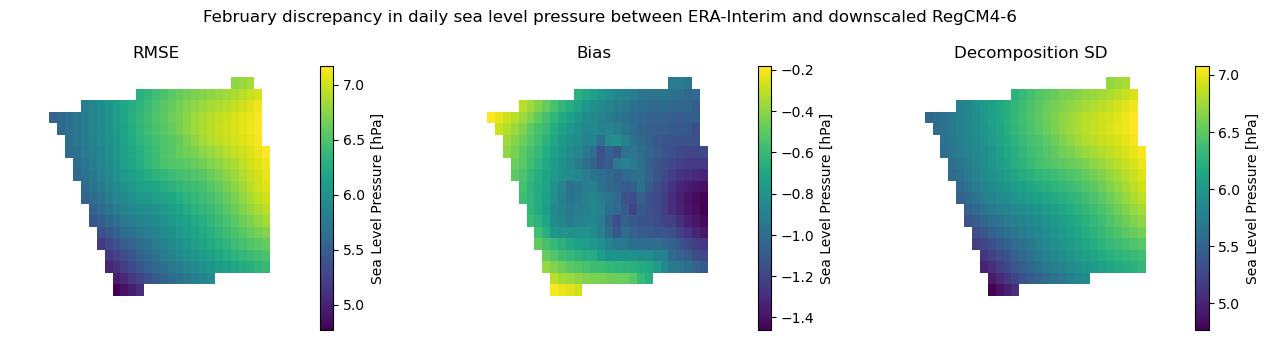 February discrepancy in daily sea level pressure between ERA-Interim and downscaled RegCM4-6
RMSE
7.0
6.5
6.0
5.5
5.0
Sea Level Pressure [hPa]
Bias
−0.2
−0.4
−0.6
−0.8
−1.0
−1.2
−1.4
Sea Level Pressure [hPa]
Decomposition SD
7.0
6.5
6.0
5.5
5.0
Sea Level Pressure [hPa]